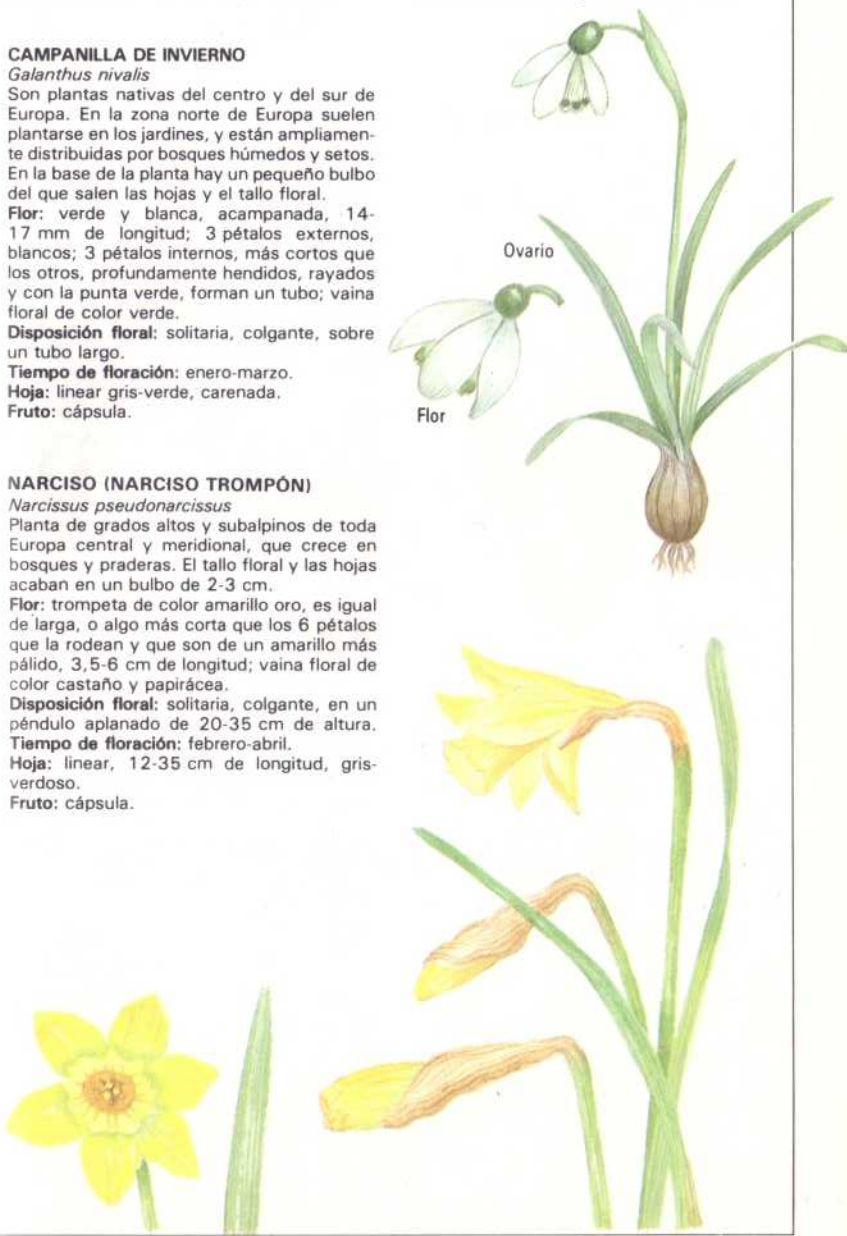 CAMPANILLA DE INVIERNO
Galanthus nivalis
Son plantas nativas del centro y del sur de
Europa. En la zona norte de Europa suelen
plantarse en los jardines, y están ampliamen-
te distribuidas por bosques húmedos y setos.
En la base de la planta hay un pequeño bulbo
del que salen las hojas y el tallo floral.
Flor: verde y blanca, acampanada, 14-
17 mm de longitud; 3 pétalos externos,
blancos; 3 pétalos internos, más cortos que
los otros, profundamente hendidos, rayados
y con la punta verde, forman un tubo; vaina
floral de color verde.
Disposición floral: solitaria, colgante, sobre
un tubo largo.
Tiempo de floración: enero-marzo.
Hoja: linear gris-verde, carenada.
Fruto: cápsula.
Ovario
Flor
NARCISO (NARCISO TROMPÓN)
Narcissus pseudonarcissus
Planta de grados altos y subalpinos de toda
Europa central y meridional, que crece en
bosques y praderas. El tallo floral y las hojas
acaban en un bulbo de 2-3 cm.
Flor: trompeta de color amarillo oro, es igual
de larga, o algo más corta que los 6 pétalos
que la rodean y que son de un amarillo más
pálido, 3,5-6 cm de longitud; vaina floral de
color castaño y papirácea.
Disposición floral: solitaria, colgante, en un
péndulo aplanado de 20-35 cm de altura.
Tiempo de floración: febrero-abril.
Hoja: linear, 12-35 cm de longitud, gris-
verdoso.
Fruto: cápsula.